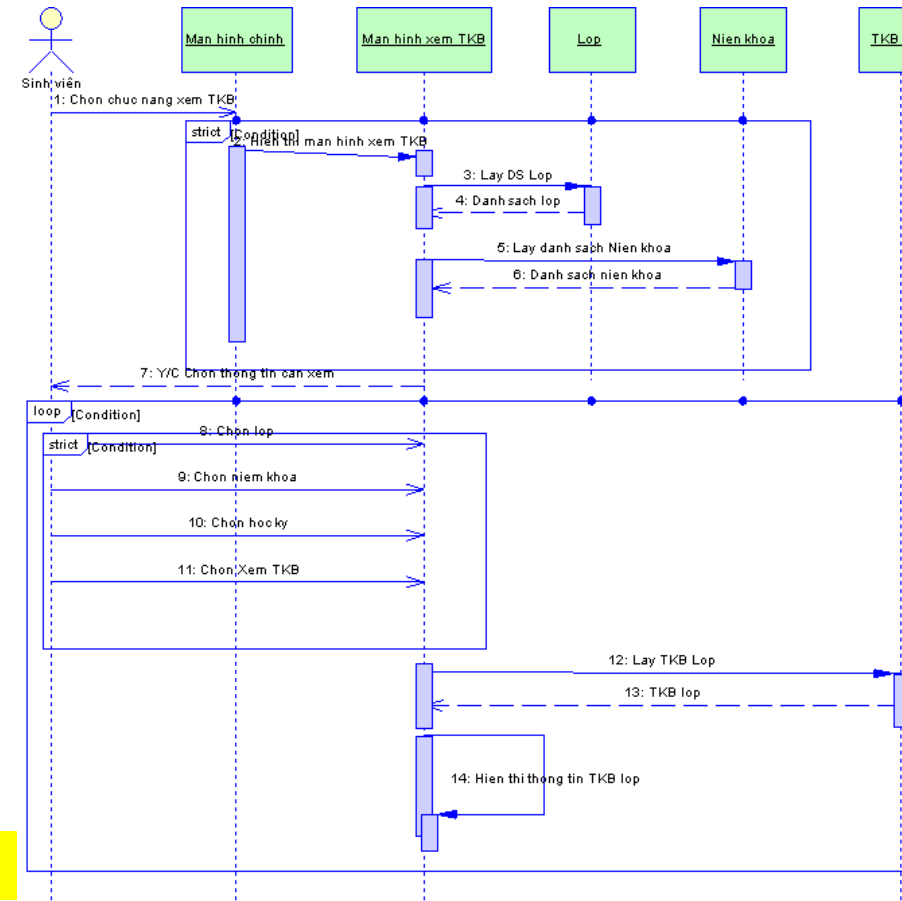 Man hinh chinh
Man hinh xem TKB
Lop
Nien khoa
TKB
Sinh viên
1: Chon chuc nang xem TKB
strict
[Condition]
2: Hien thi man hinh xem TKB
3: Lay DS Lop
4: Danh sach lop
5: Lay danh sach Nien khoa
6: Danh sach nien khoa
7: Y/C Chon thong tin can xem
loop
[Condition]
8: Chon lop
strict
[Condition]
9: Chon niem khoa
10: Chon hoc ky
11: Chon Xem TKB
12: Lay TKB Lop
13: TKB lop
14: Hien thi thong tin TKB lop